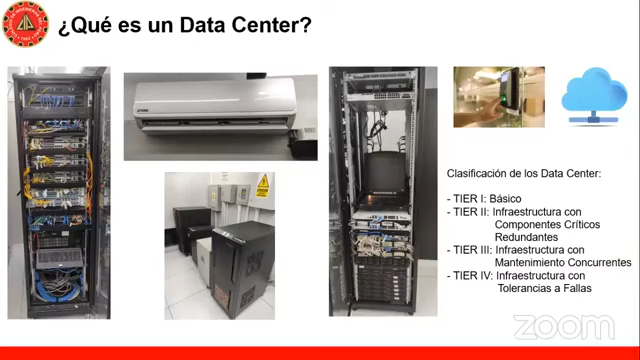 ¿Qué es un Data Center?
Clasificación de los Data Center:
- TIER I: Básico
- TIER II: Infraestructura con
Componentes Críticos
Redundantes
- TIER III: Infraestructura con
Mantenimiento Concurrentes
- TIER IV: Infraestructura con
Tolerancias a Fallas
zoom